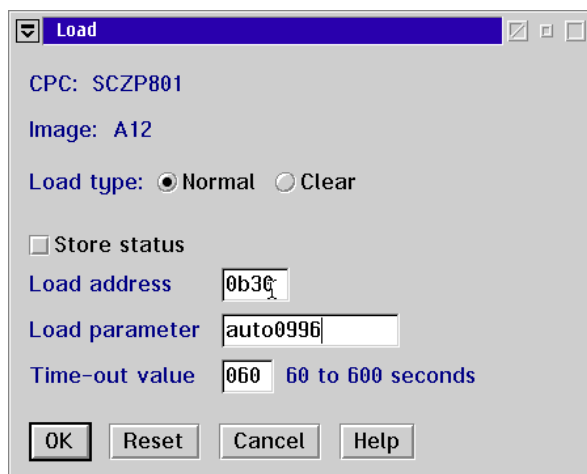 Load
CPC: SCZP801
Image: A12
Load type: Normal Clear
Store status
Load address 0b30
Load parameter auto0996
Time-out value 060 60 to 600 seconds
OK Reset Cancel Help